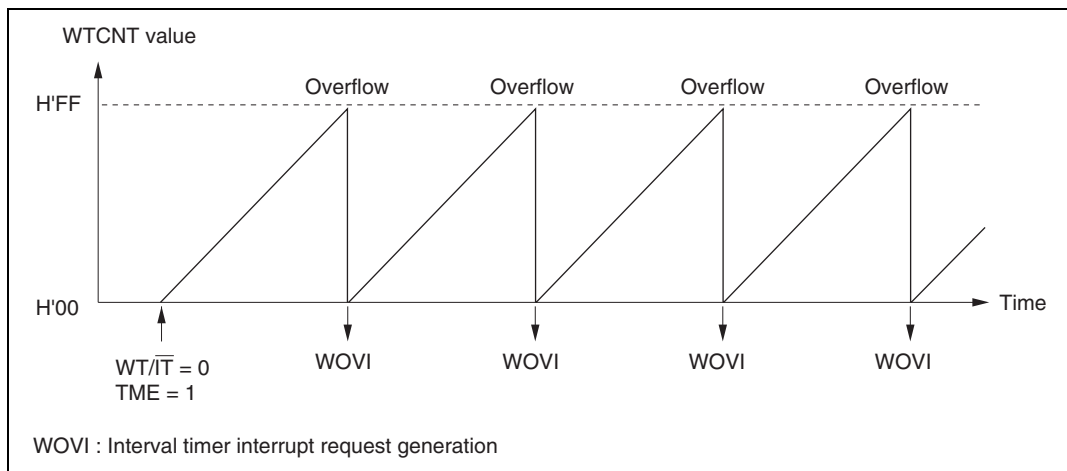 WTCNT value
Overflow Overflow Overflow Overflow
H'FF
H'00
Time
WT/I̅T̅ = 0
TME = 1
WOVI WOVI WOVI WOVI
WOVI : Interval timer interrupt request generation